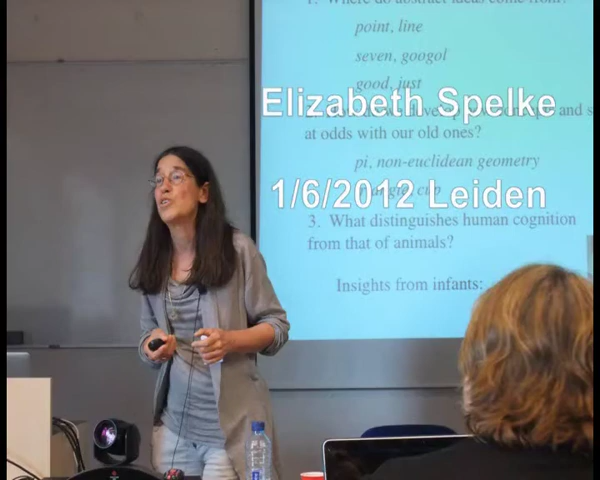 1. Where do abstract ideas come from?
point, line
seven, googol
good, just
Elizabeth Spelke
at odds with our old ones?
pi, non-euclidean geometry
1/6/2012 Leiden
3. What distinguishes human cognition
from that of animals?
Insights from infants: